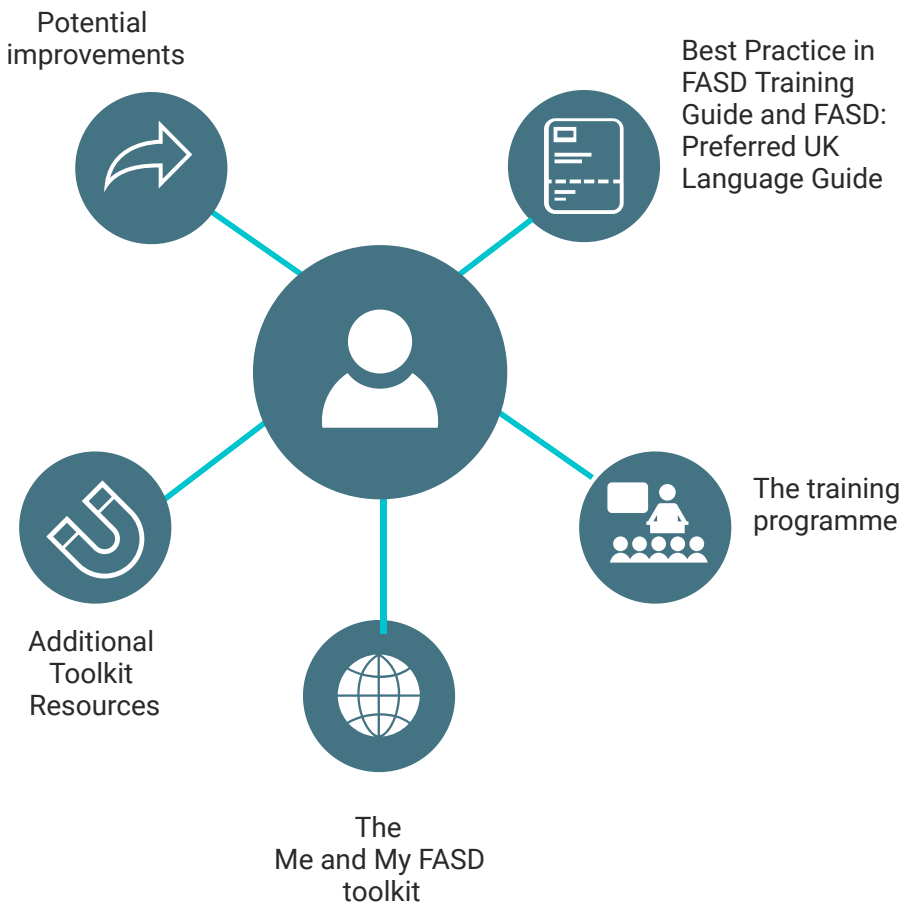 Potential
improvements
Best Practice in
FASD Training
Guide and FASD:
Preferred UK
Language Guide
The training
programme
Additional
Toolkit
Resources
The
Me and My FASD
toolkit